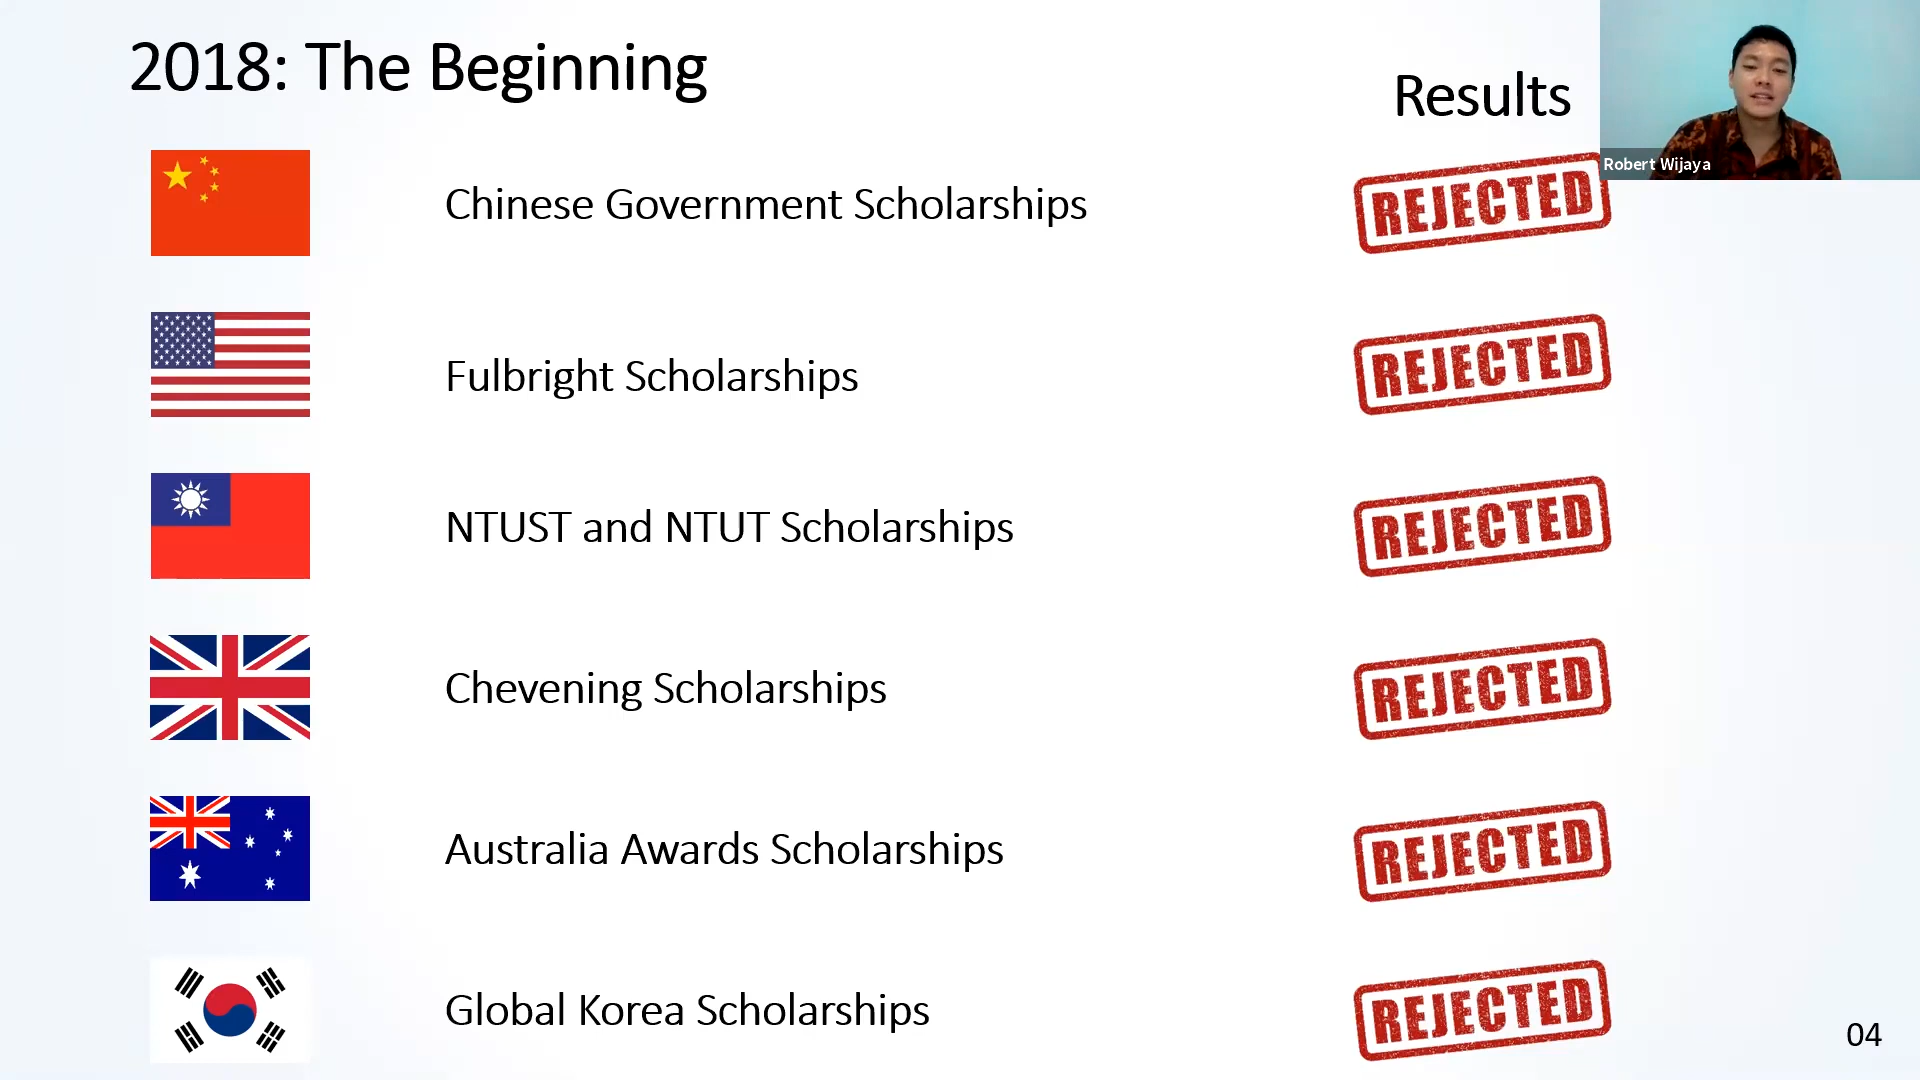 2018: The Beginning
Results
Robert Wijaya
Chinese Government Scholarships
REJECTED
Fulbright Scholarships
REJECTED
NTUST and NTUT Scholarships
REJECTED
Chevening Scholarships
REJECTED
Australia Awards Scholarships
REJECTED
Global Korea Scholarships
REJECTED
04